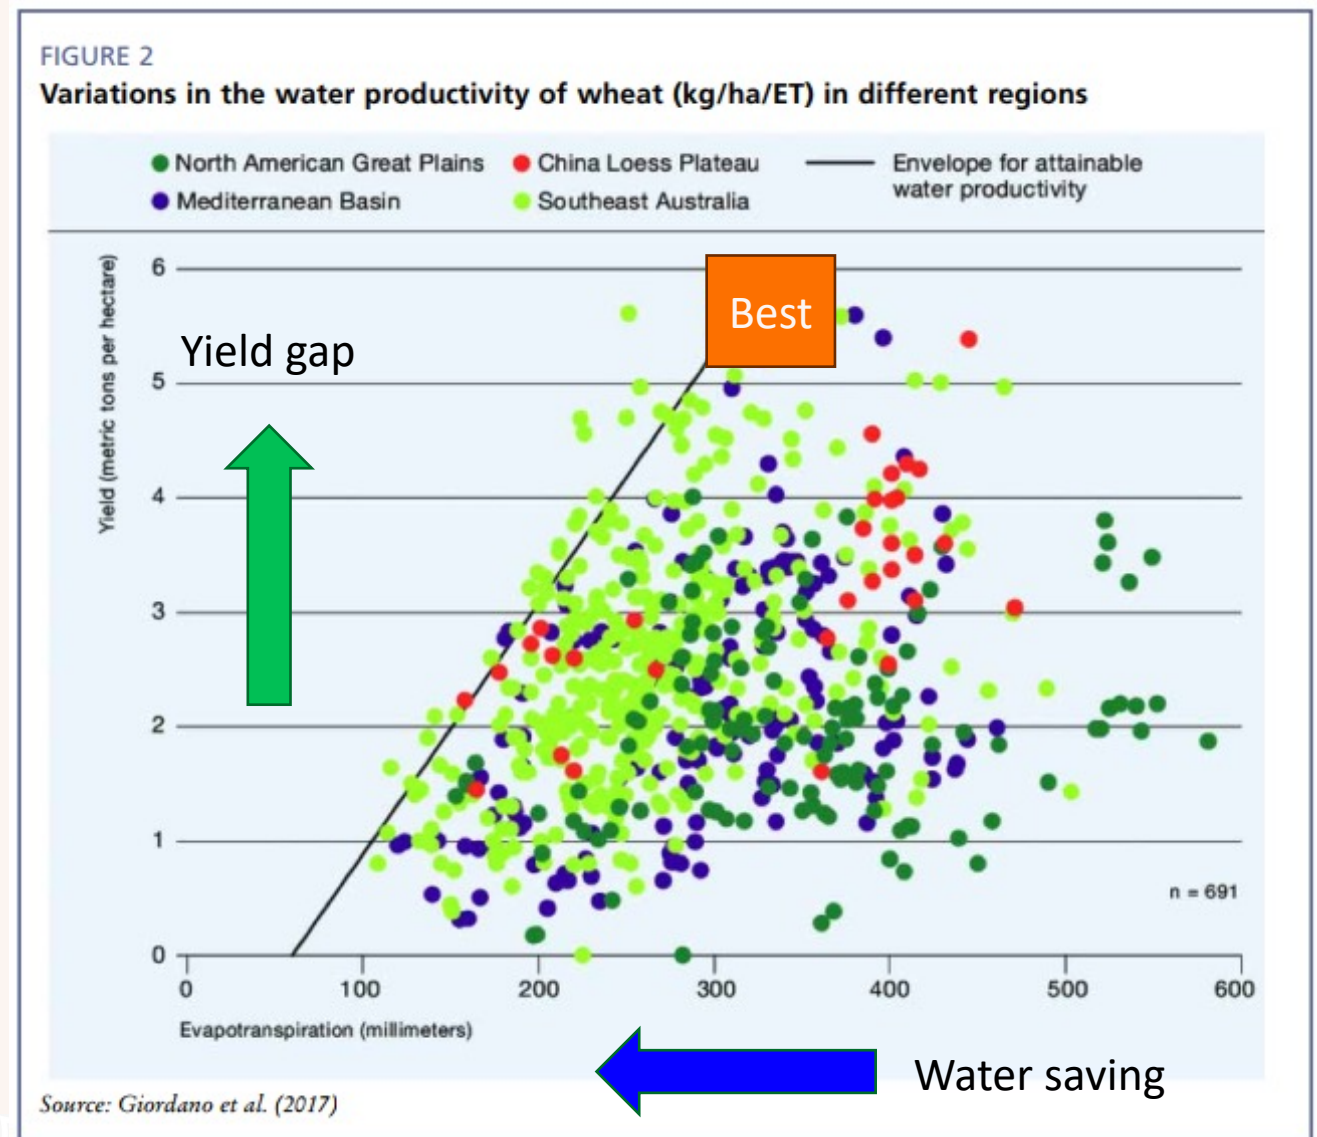 FIGURE 2
Variations in the water productivity of wheat (kg/ha/ET) in different regions
North American Great Plains
China Loess Plateau
Envelope for attainable
water productivity
Mediterranean Basin
Southeast Australia
Yield (metric tons per hectare)
6
5
4
3
2
1
0
Best
Yield gap
n = 691
0
100
200
300
400
500
600
Evapotranspiration (millimeters)
Water saving
Source: Giordano et al. (2017)